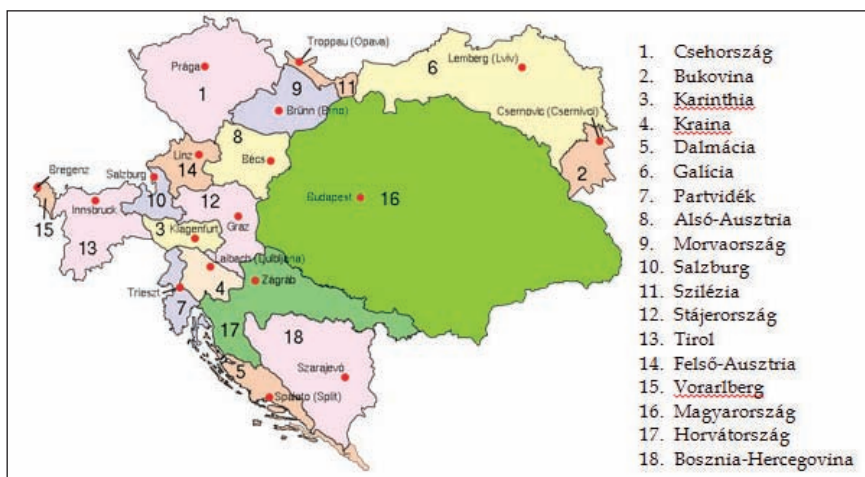 Troppau (Opava)
Prága
6
Lemberg (Lviv)
9
11
1
Brünn (Brno)
Csernovic (Csernivci)
8
Linz
Bécs
14
2
Bregenz
Salzburg
Innsbruck
10
12
Budapest
16
15
3
Klagenfurt
Graz
13
Laibach (Ljubljana)
Zágráb
4
Trieszt
7
17
18
5
Szarajevó
Spalato (Split)
1. Csehország
2. Bukovina
3. Karinthia
4. Kraina
5. Dalmácia
6. Galícia
7. Partvidék
8. Alsó-Ausztria
9. Morvaország
10. Salzburg
11. Szilézia
12. Stájerország
13. Tirol
14. Felső-Ausztria
15. Vorarlberg
16. Magyarország
17. Horvátország
18. Bosznia-Hercegovina